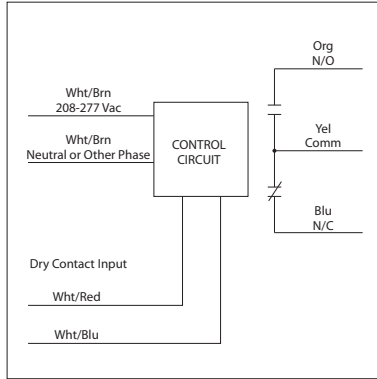 Org
N/O
Wht/Brn
208-277 Vac
Yel
Comm
Wht/Brn
Neutral or Other Phase
CONTROL
CIRCUIT
Blu
N/C
Dry Contact Input
Wht/Red
Wht/Blu